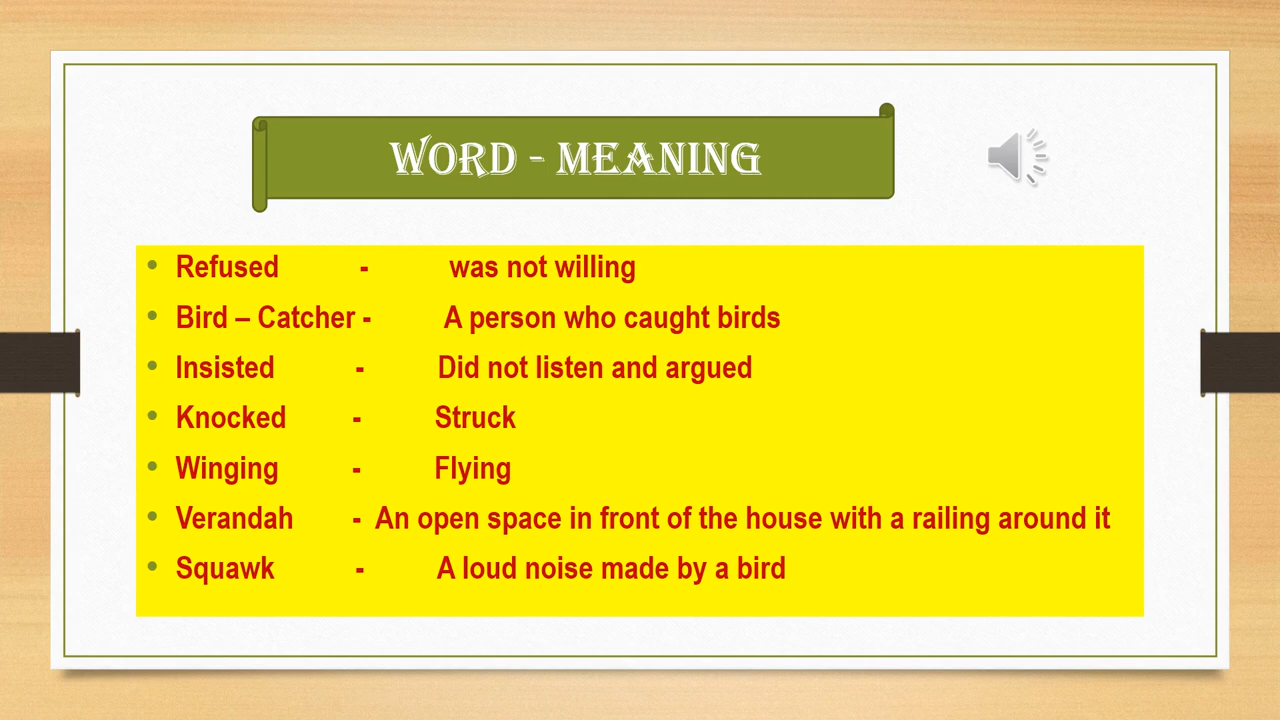 WORD - MEANING
• Refused - was not willing
• Bird – Catcher - A person who caught birds
• Insisted - Did not listen and argued
• Knocked - Struck
• Winging - Flying
• Verandah - An open space in front of the house with a railing around it
• Squawk - A loud noise made by a bird